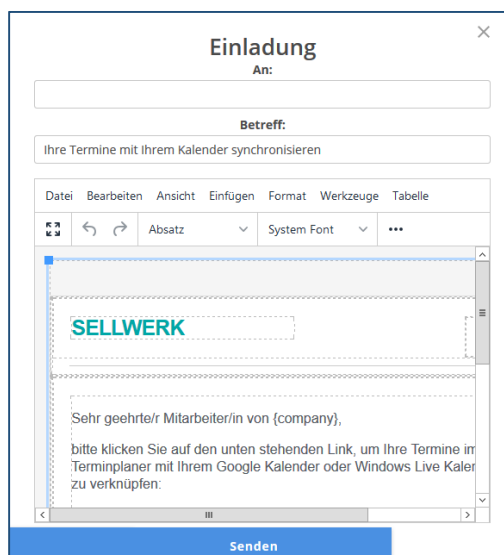 Einladung
An:
Betreff:
Ihre Termine mit Ihrem Kalender synchronisieren
Datei Bearbeiten Ansicht Einfügen Format Werkzeuge Tabelle
Absatz System Font
SELLWERK
Sehr geehrte/r Mitarbeiter/in von {company},
bitte klicken Sie auf den unten stehenden Link, um Ihre Termine im
Terminplaner mit Ihrem Google Kalender oder Windows Live
zu verknüpfen:
Senden